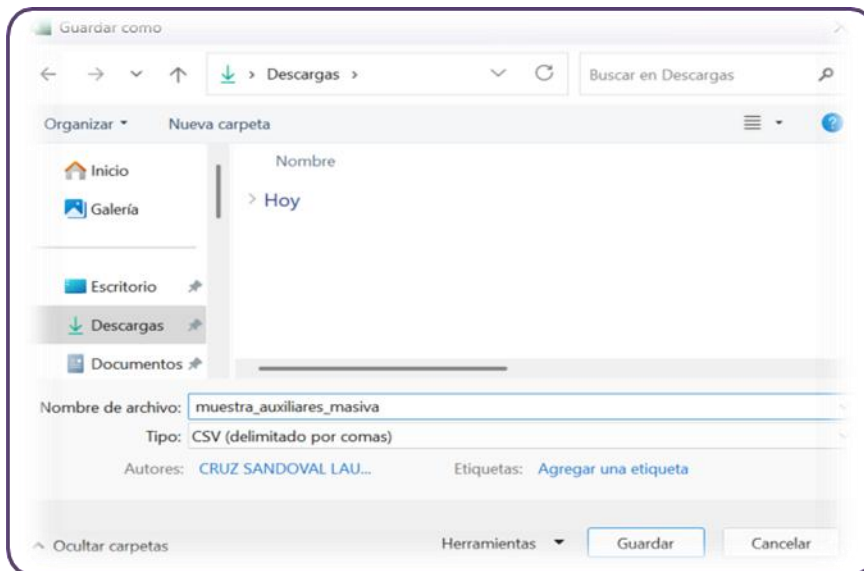 Guardar como
Descargas
Buscar en Descargas
Organizar
Nueva carpeta
Nombre
Inicio
Hoy
Galería
Escritorio
Descargas
Documentos
Nombre de archivo: muestra_auxiliares_masiva
Tipo: CSV (delimitado por comas)
Autores: CRUZ SANDOVAL LAU... Etiquetas: Agregar una etiqueta
Ocultar carpetas Herramientas Guardar Cancelar